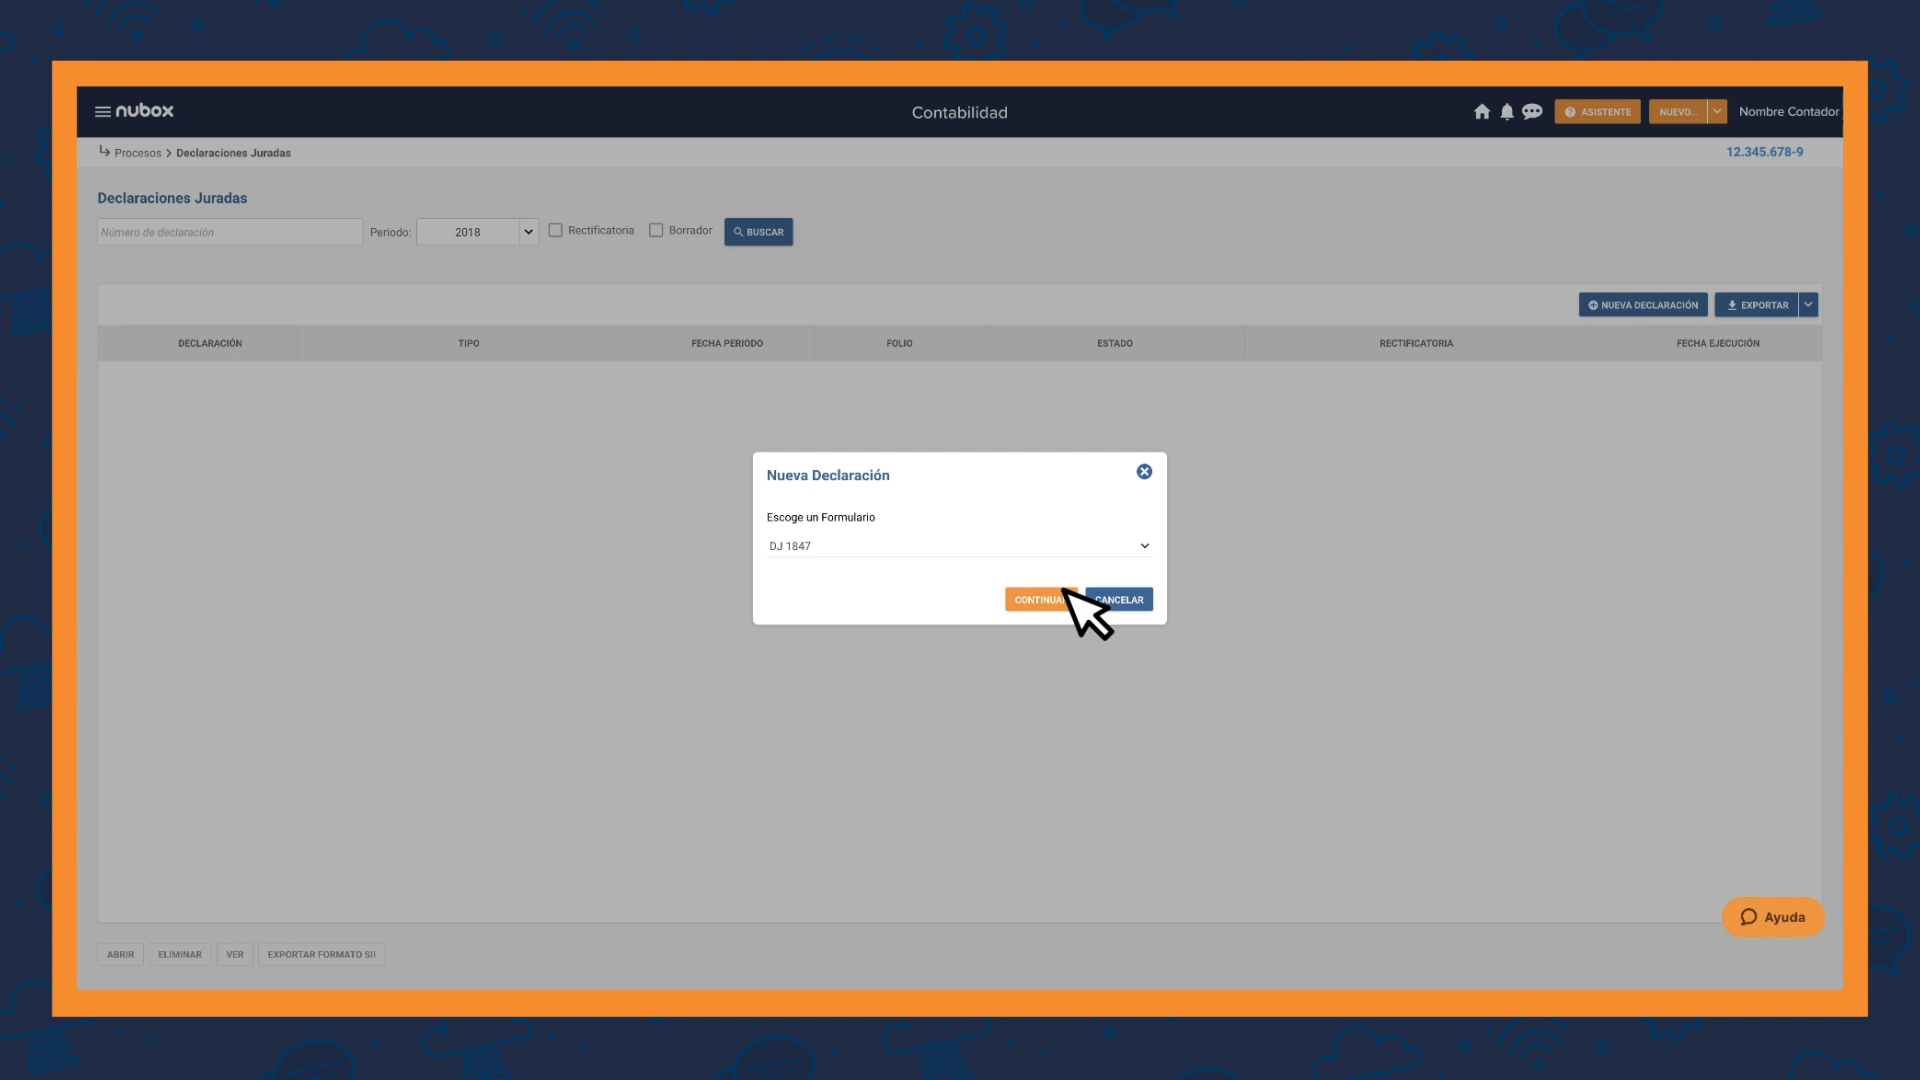 nubox
Contabilidad
ASISTENTE
NUEVO...
Nombre Contador
Procesos > Declaraciones Juradas
12.345.678-9
Declaraciones Juradas
Número de declaración
Periodo:
2018
Rectificatoria
Borrador
BUSCAR
NUEVA DECLARACIÓN
EXPORTAR
DECLARACIÓN
TIPO
FECHA PERIODO
FOLIO
ESTADO
RECTIFICATORIA
FECHA EJECUCIÓN
Nueva Declaración
Escoge un Formulario
DJ 1847
CONTINUA
CANCELAR
Ayuda
ABRIR
ELIMINAR
VER
EXPORTAR FORMATO SII